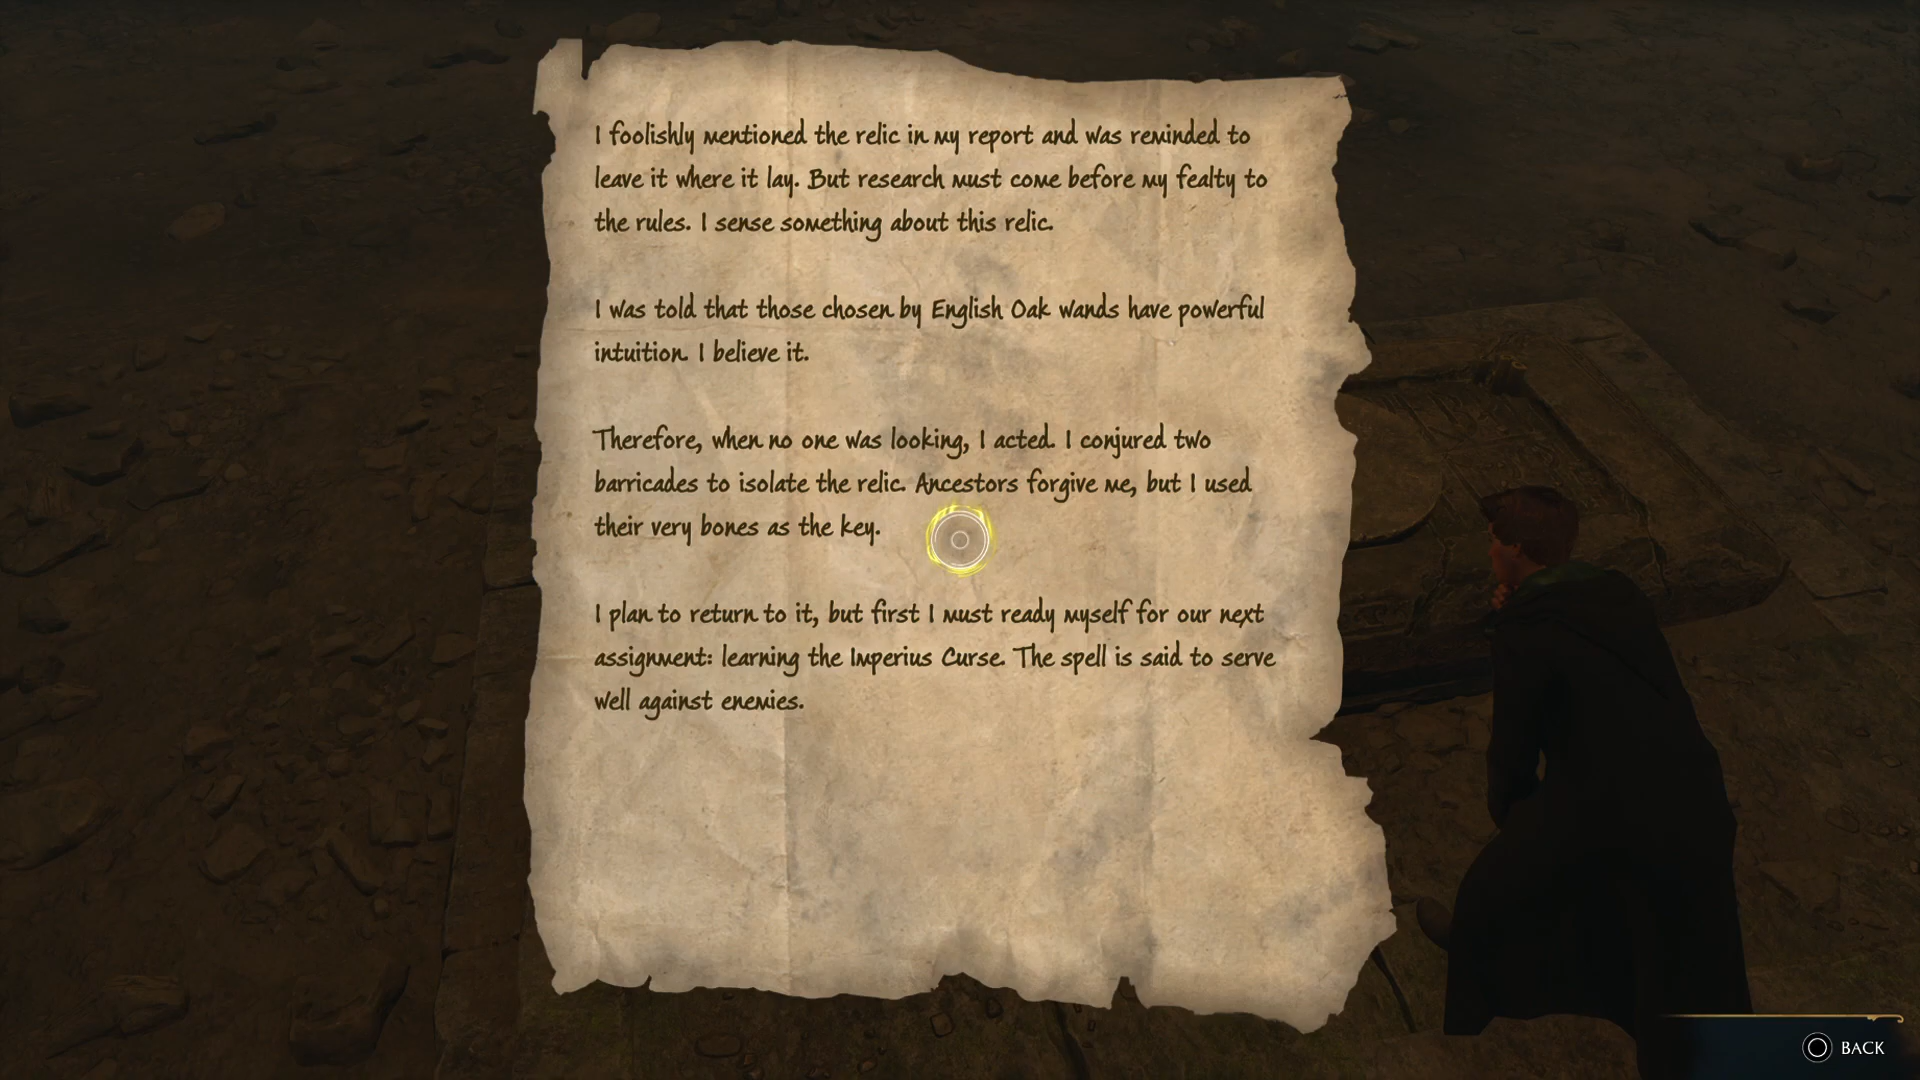 I foolishly mentioned the relic in my report and was reminded to
leave it where it lay. But research must come before my fealty to
the rules. I sense something about this relic.
I was told that those chosen by English Oak wands have powerful
intuition. I believe it.
Therefore, when no one was looking, I acted. I conjured two
barricades to isolate the relic. Ancestors forgive me, but I used
their very bones as the key.
I plan to return to it, but first I must ready myself for our next
assignment: learning the Imperius Curse. The spell is said to serve
well against enemies.
BACK